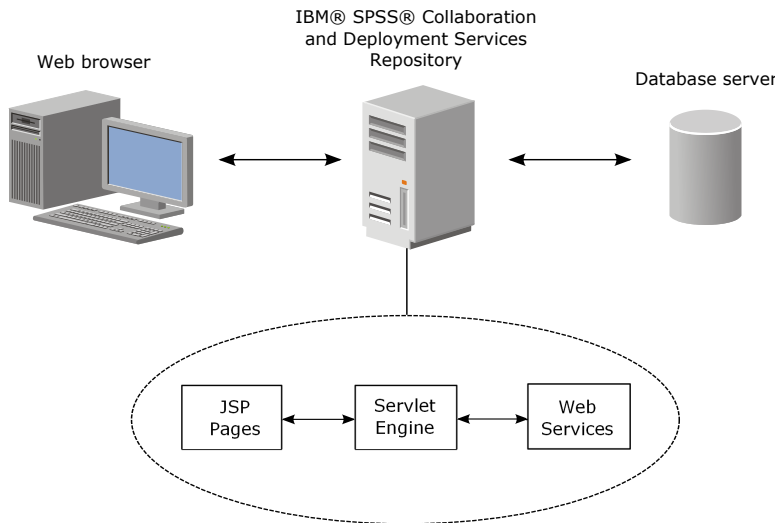 IBM® SPSS® Collaboration
and Deployment Services
Repository
Web browser
Database server
JSP
Pages
Servlet
Engine
Web
Services